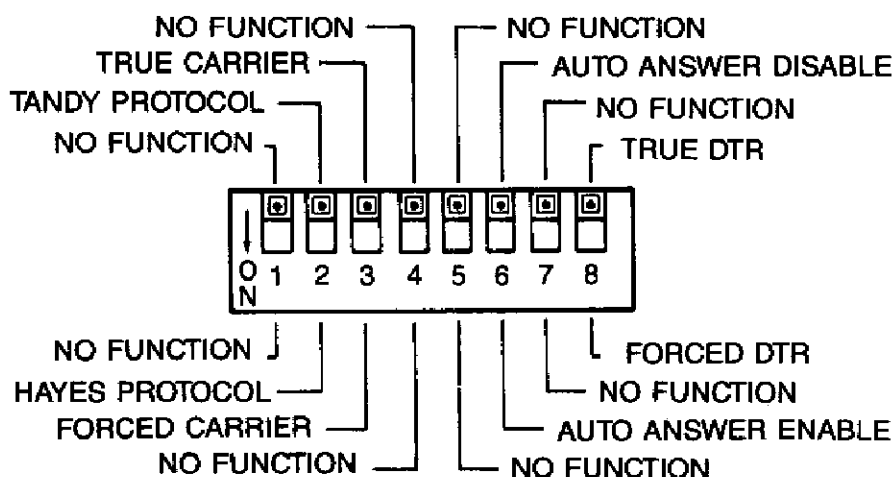 NO FUNCTION
NO FUNCTION
TRUE CARRIER
AUTO ANSWER DISABLE
TANDY PROTOCOL
NO FUNCTION
NO FUNCTION
TRUE DTR
ON
1 2 3 4 5 6 7 8
NO FUNCTION
FORCED DTR
HAYES PROTOCOL
NO FUNCTION
FORCED CARRIER
AUTO ANSWER ENABLE
NO FUNCTION
NO FUNCTION